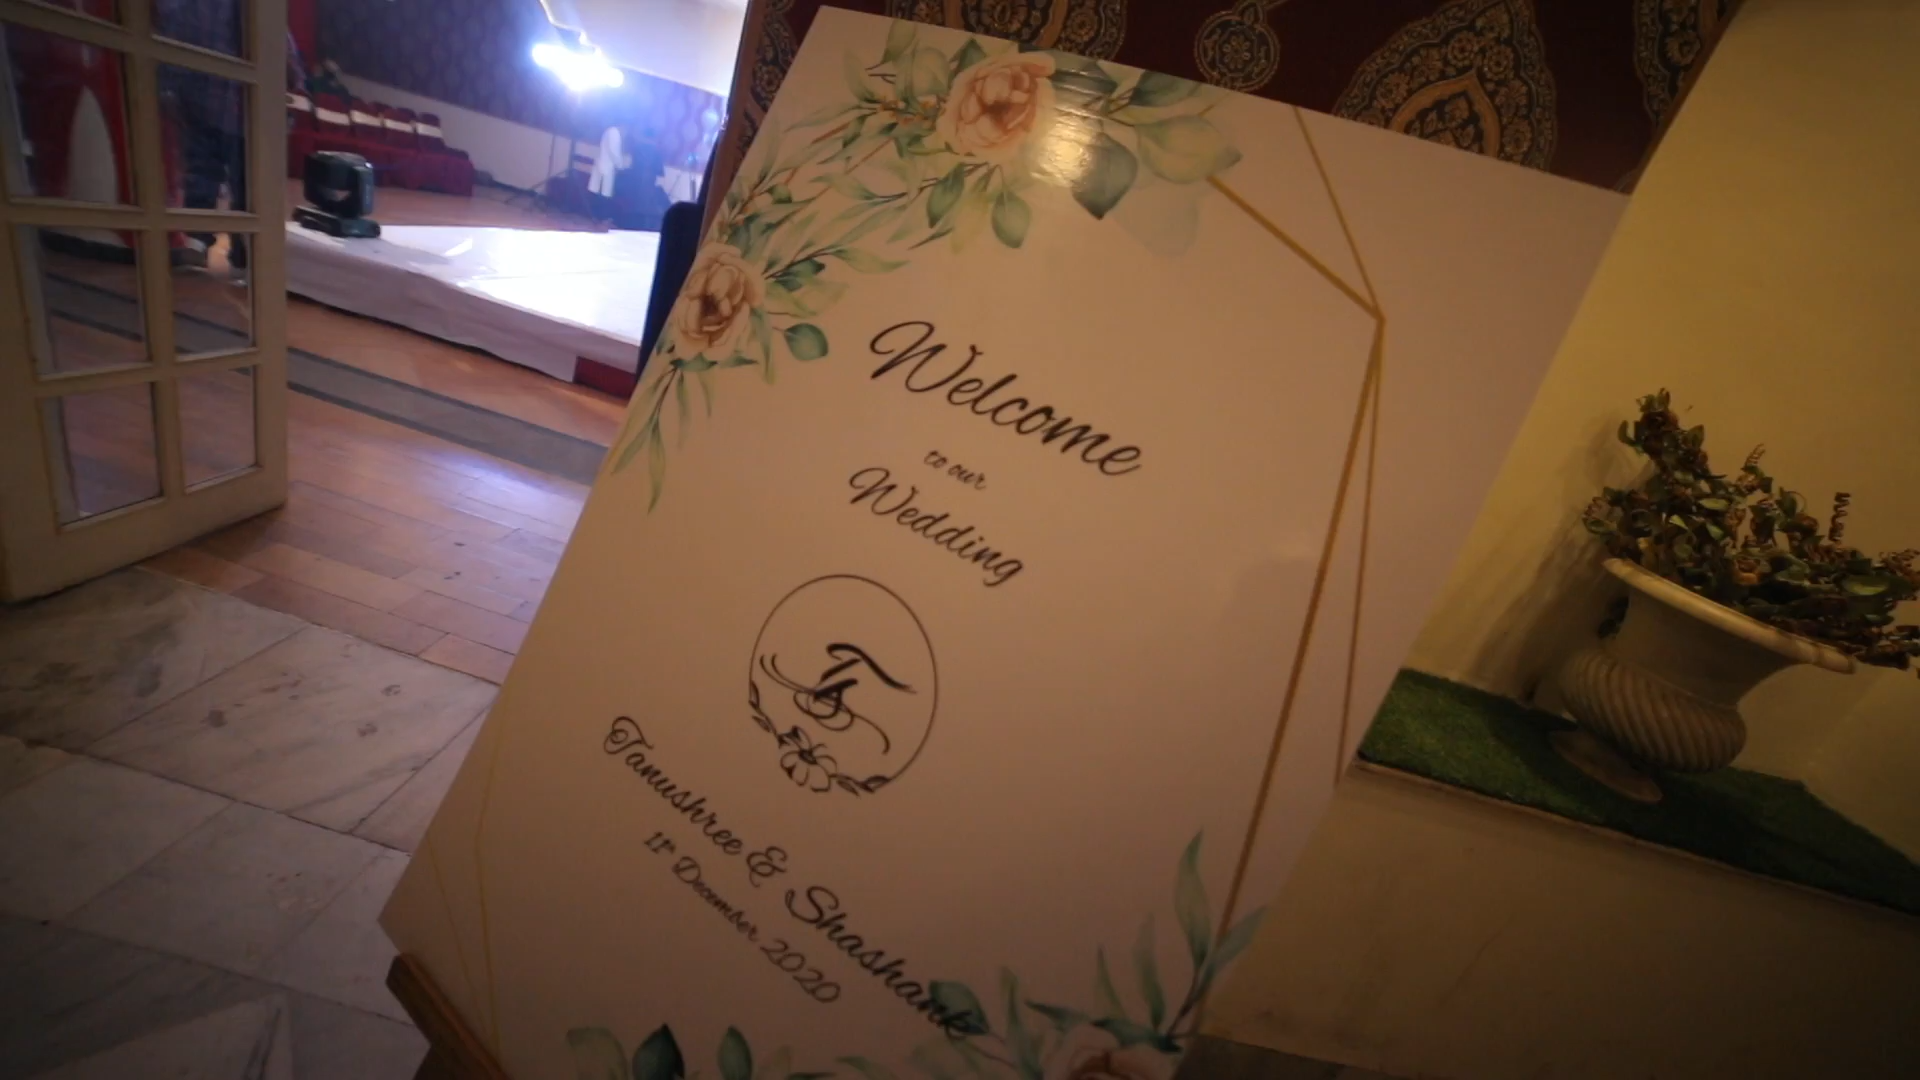 Welcome
to our
Wedding
TS
Tanushree & Shashank
11th December 2020